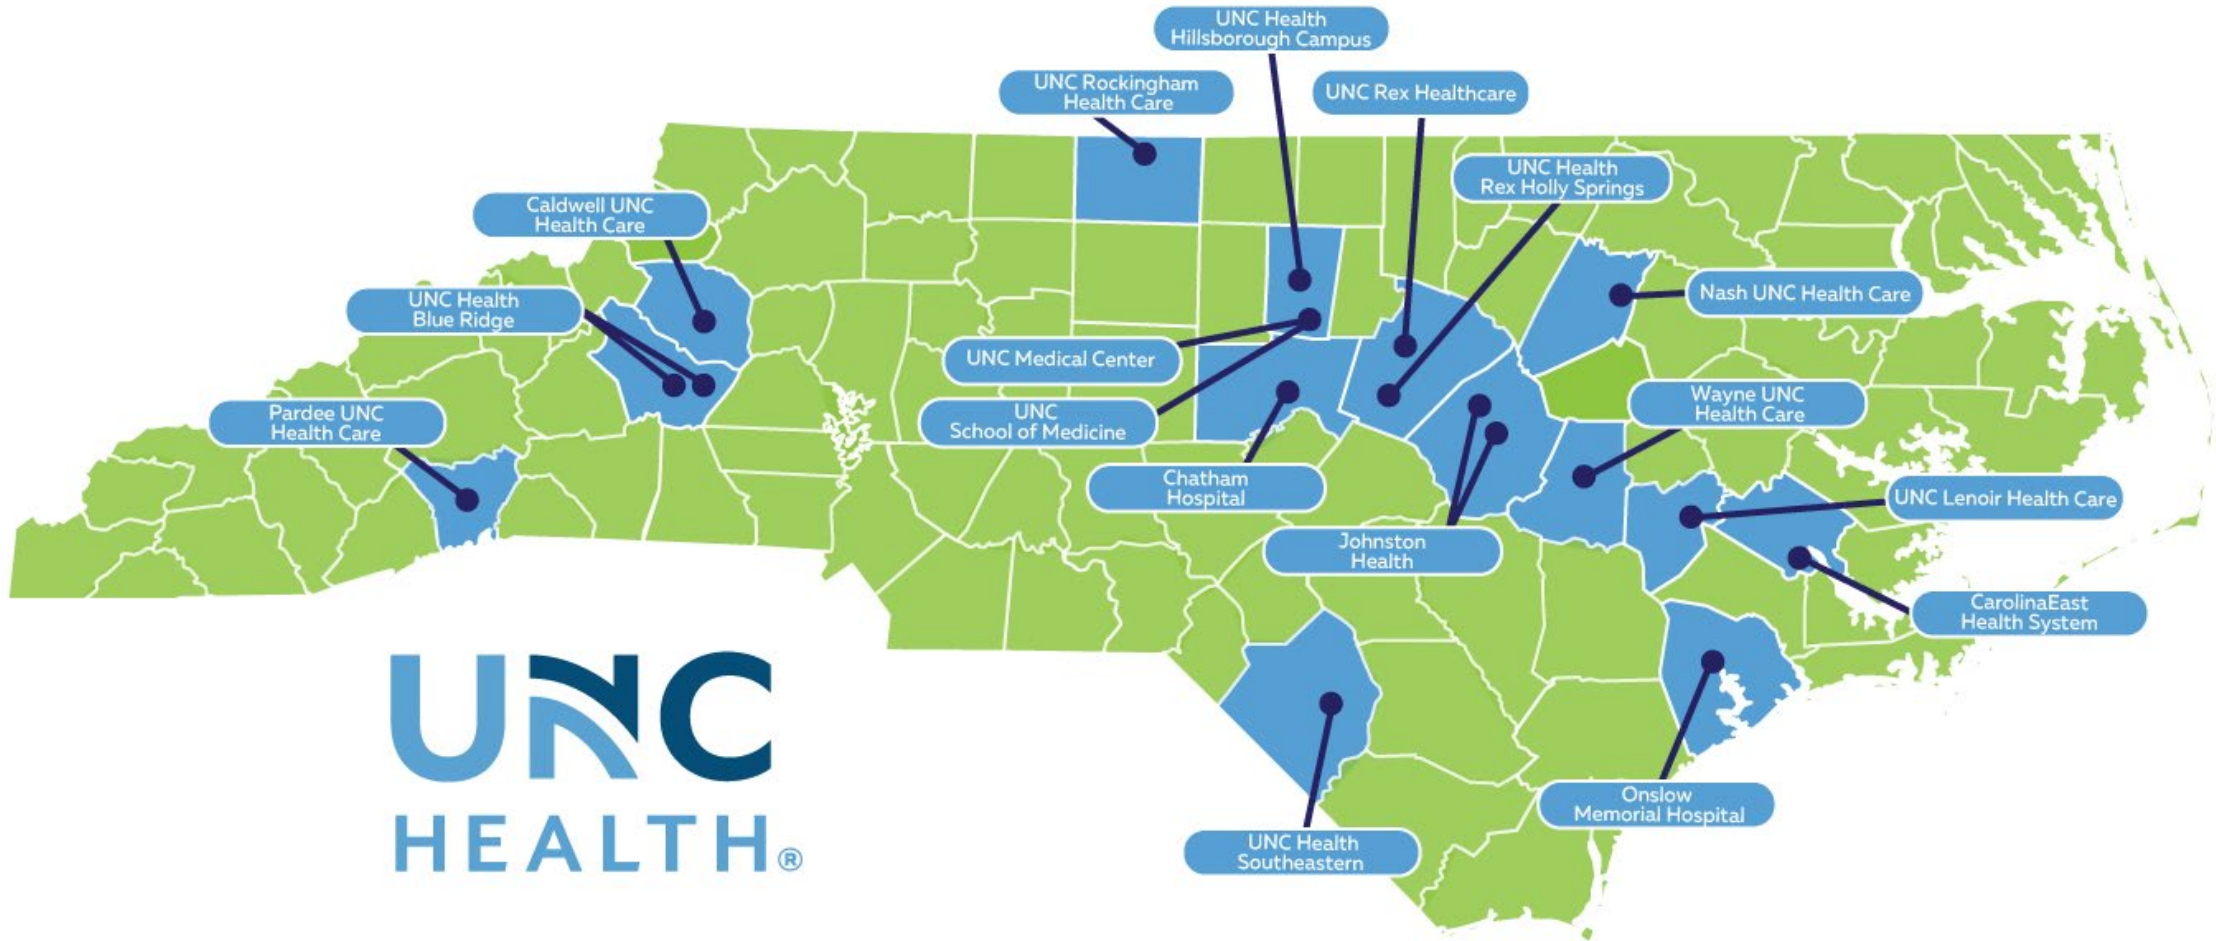 UNC Health
Hillsborough Campus
UNC Rockingham
Health Care
UNC Rex Healthcare
UNC Health
Rex Holly Springs
Caldwell UNC
Health Care
UNC Health
Blue Ridge
Nash UNC Health Care
UNC Medical Center
Pardee UNC
Health Care
UNC
School of Medicine
Wayne UNC
Health Care
Chatham
Hospital
UNC Lenoir Health Care
Johnston
Health
CarolinaEast
Health System
Onslow
Memorial Hospital
UNC Health
Southeastern
UNC
HEALTH®